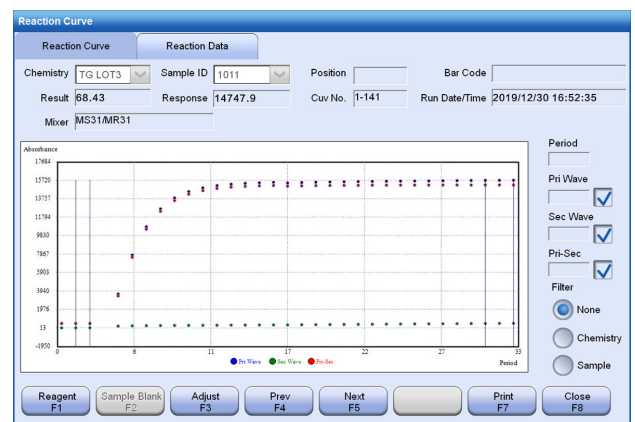 Reaction Curve
Reaction Curve Reaction Data
Chemistry TG LOT3 Sample ID 1011 Position Bar Code
Result 68.43 Response 14747.9 Cuv No. 1-141 Run Date/Time 2019/12/30 16:52:35
Mixer MS31/MR31
Absorbance
17684
15720
13757
11794
9830
7867
5903
3940
1976
13
-1950
0 6 11 17 22 27 33
Pri Wave Sec Wave Pri-Sec Period
Period
Pri Wave
Sec Wave
Pri-Sec
Filter
None
Chemistry
Sample
Reagent F1 Sample Blank F2 Adjust F3 Prev F4 Next F5 Print F7 Close F8